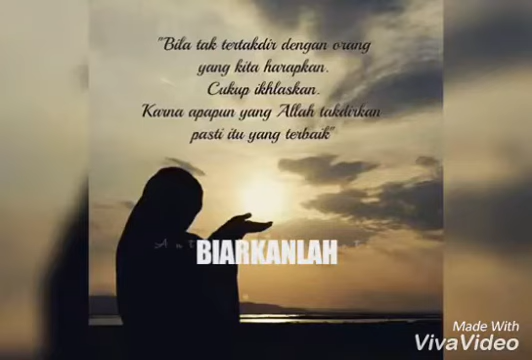 "Bila tak tertakdir dengan orang
yang kita harapkan.
Cukup ikhlaskan.
Karna apapun yang Allah takdirkan
pasti itu yang terbaik"
BIARKANLAH
Made With
VivaVideo